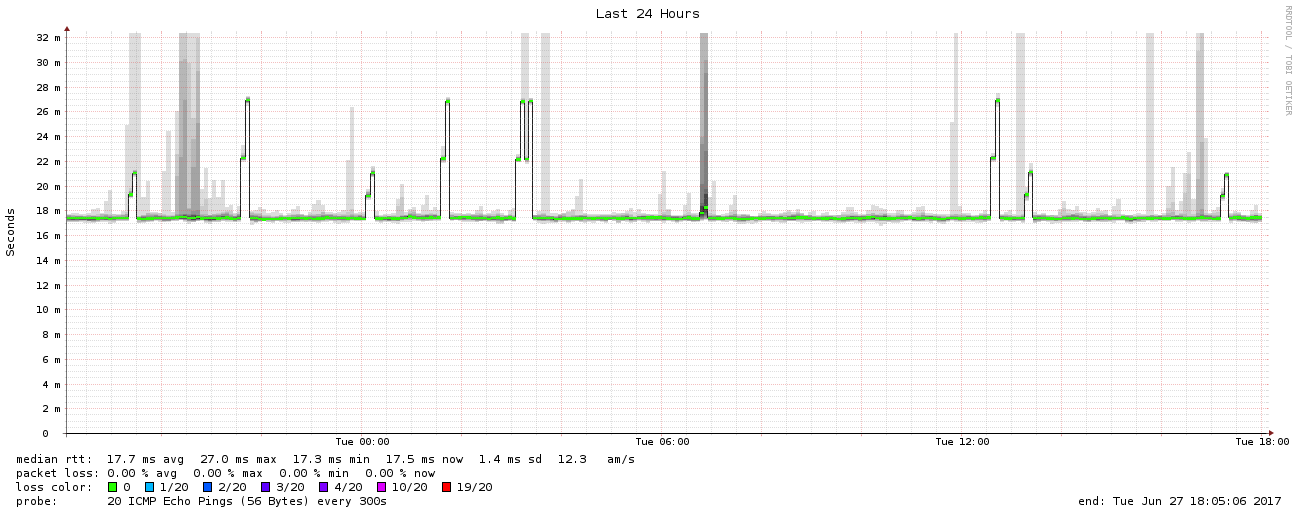 Last 24 Hours
RRDTOOL / TOBI OETIKER
32 m
30 m
28 m
26 m
24 m
22 m
20 m
18 m
16 m
14 m
12 m
10 m
8 m
6 m
4 m
2 m
0
Seconds
Tue 00:00 Tue 06:00 Tue 12:00 Tue 18:00
median rtt: 17.7 ms avg 27.0 ms max 17.3 ms min 17.5 ms now 1.4 ms sd 12.3 am/s
packet loss: 0.00 % avg 0.00 % max 0.00 % min 0.00 % now
loss color: 0 1/20 2/20 3/20 4/20 10/20 19/20
probe: 20 ICMP Echo Pings (56 Bytes) every 300s end: Tue Jun 27 18:05:06 2017